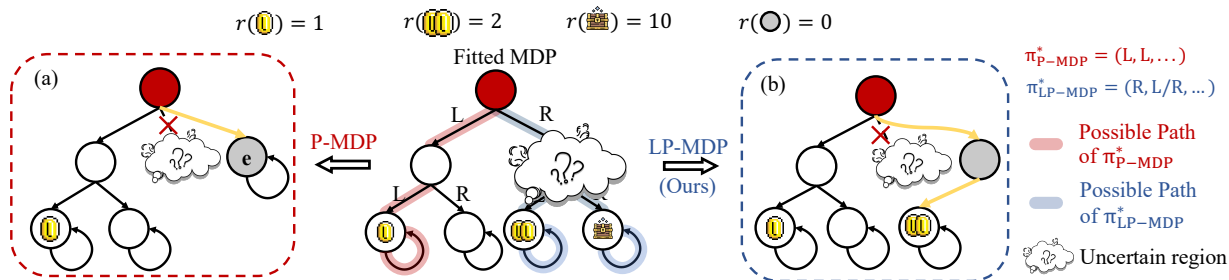 r( ) = 1
r( ) = 2
r( ) = 10
r( ) = 0
(a)
e
P-MDP
Fitted MDP
L
R
??
L
R
L
R
LP-MDP
(Ours)
(b)
??
??
π*P−MDP = (L, L, . . . )
π*LP−MDP = (R, L/R, ...)
Possible Path
of π*P−MDP
Possible Path
of π*LP−MDP
??
Uncertain region